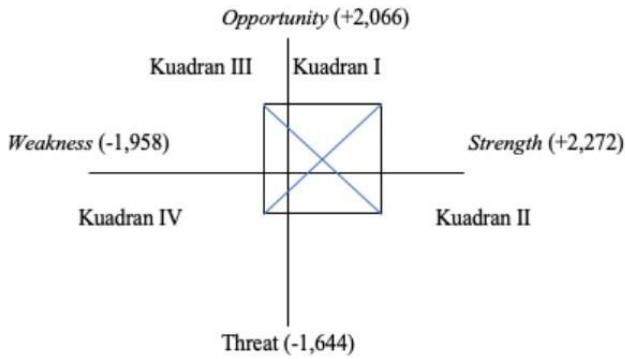 Opportunity (+2,066)
Kuadran III
Kuadran I
Weakness (-1,958)
Strength (+2,272)
Kuadran IV
Kuadran II
Threat (-1,644)